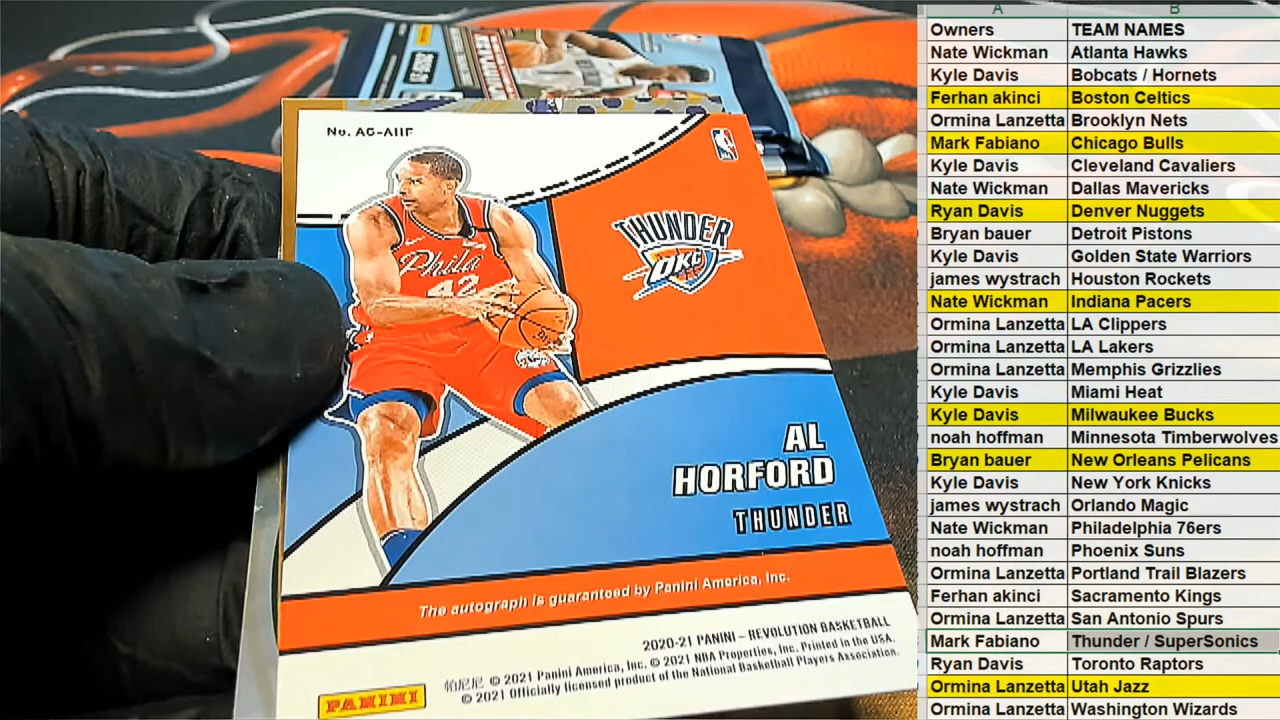 No. AG-AHF
THUNDER
OKC
Phila
42
AL
HORFORD
THUNDER
The autograph is guaranteed by Panini America, Inc.
2020-21 PANINI – REVOLUTION BASKETBALL
帕尼尼 © 2021 Panini America, Inc. © 2021 NBA Properties, Inc. Printed in the USA.
© 2021 Officially licensed product of the National Basketball Players Association.
PANINI
A B
Owners TEAM NAMES
Nate Wickman Atlanta Hawks
Kyle Davis Bobcats / Hornets
Ferhan akinci Boston Celtics
Ormina Lanzetta Brooklyn Nets
Mark Fabiano Chicago Bulls
Kyle Davis Cleveland Cavaliers
Nate Wickman Dallas Mavericks
Ryan Davis Denver Nuggets
Bryan bauer Detroit Pistons
Kyle Davis Golden State Warriors
james wystrach Houston Rockets
Nate Wickman Indiana Pacers
Ormina Lanzetta LA Clippers
Ormina Lanzetta LA Lakers
Ormina Lanzetta Memphis Grizzlies
Kyle Davis Miami Heat
Kyle Davis Milwaukee Bucks
noah hoffman Minnesota Timberwolves
Bryan bauer New Orleans Pelicans
Kyle Davis New York Knicks
james wystrach Orlando Magic
Nate Wickman Philadelphia 76ers
noah hoffman Phoenix Suns
Ormina Lanzetta Portland Trail Blazers
Ferhan akinci Sacramento Kings
Ormina Lanzetta San Antonio Spurs
Mark Fabiano Thunder / SuperSonics
Ryan Davis Toronto Raptors
Ormina Lanzetta Utah Jazz
Ormina Lanzetta Washington Wizards